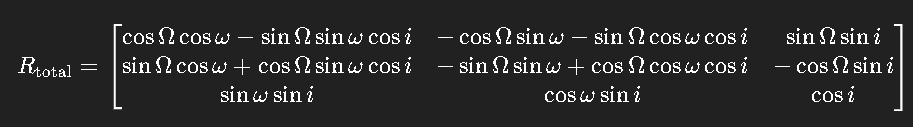 R_total = [ cos Ω cos ω − sin Ω sin ω cos i   − cos Ω sin ω − sin Ω cos ω cos i   sin Ω sin i
sin Ω cos ω + cos Ω sin ω cos i   − sin Ω sin ω + cos Ω cos ω cos i   − cos Ω sin i
sin ω sin i   cos ω sin i   cos i ]